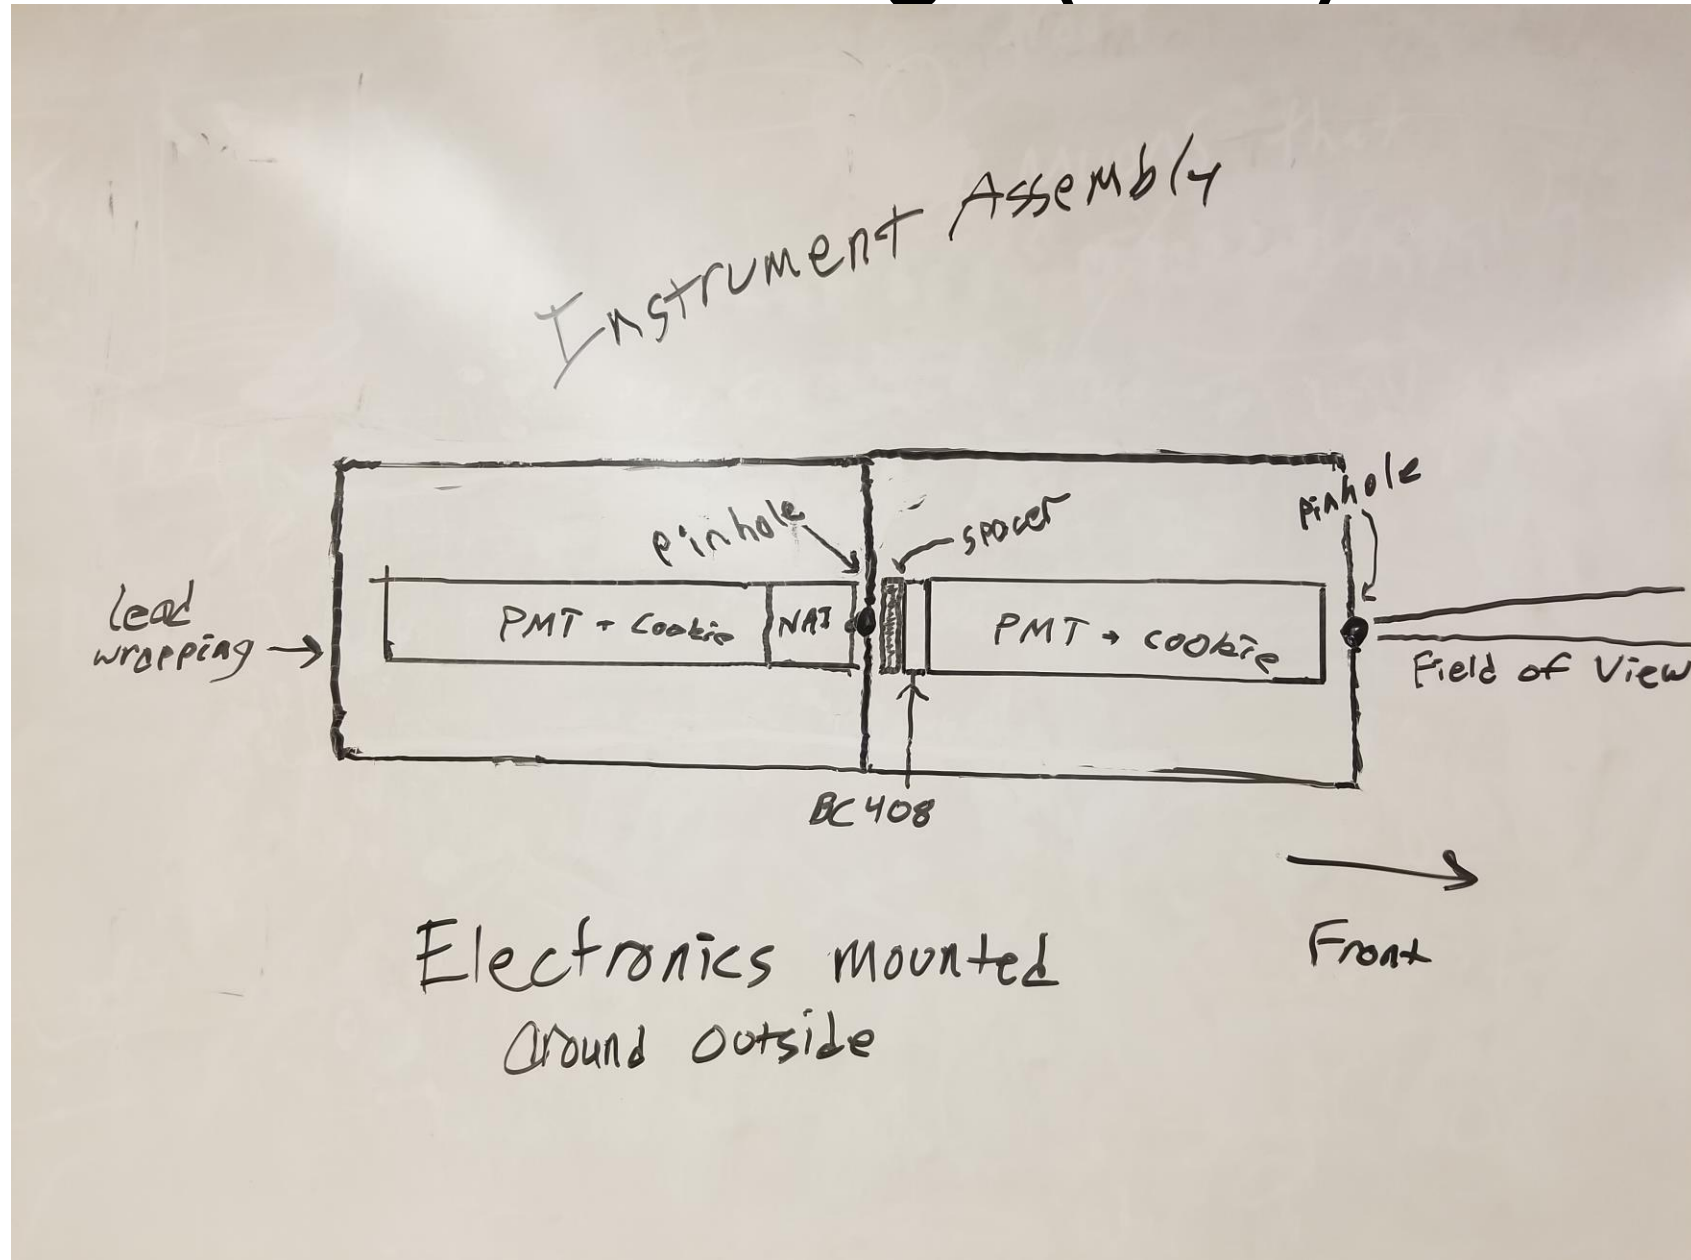 Instrument Assembly
pinhole
spacer
pinhole
lead
wrapping
PMT + cookie
NAI
PMT + cookie
Field of View
BC 408
Front
Electronics mounted
around outside